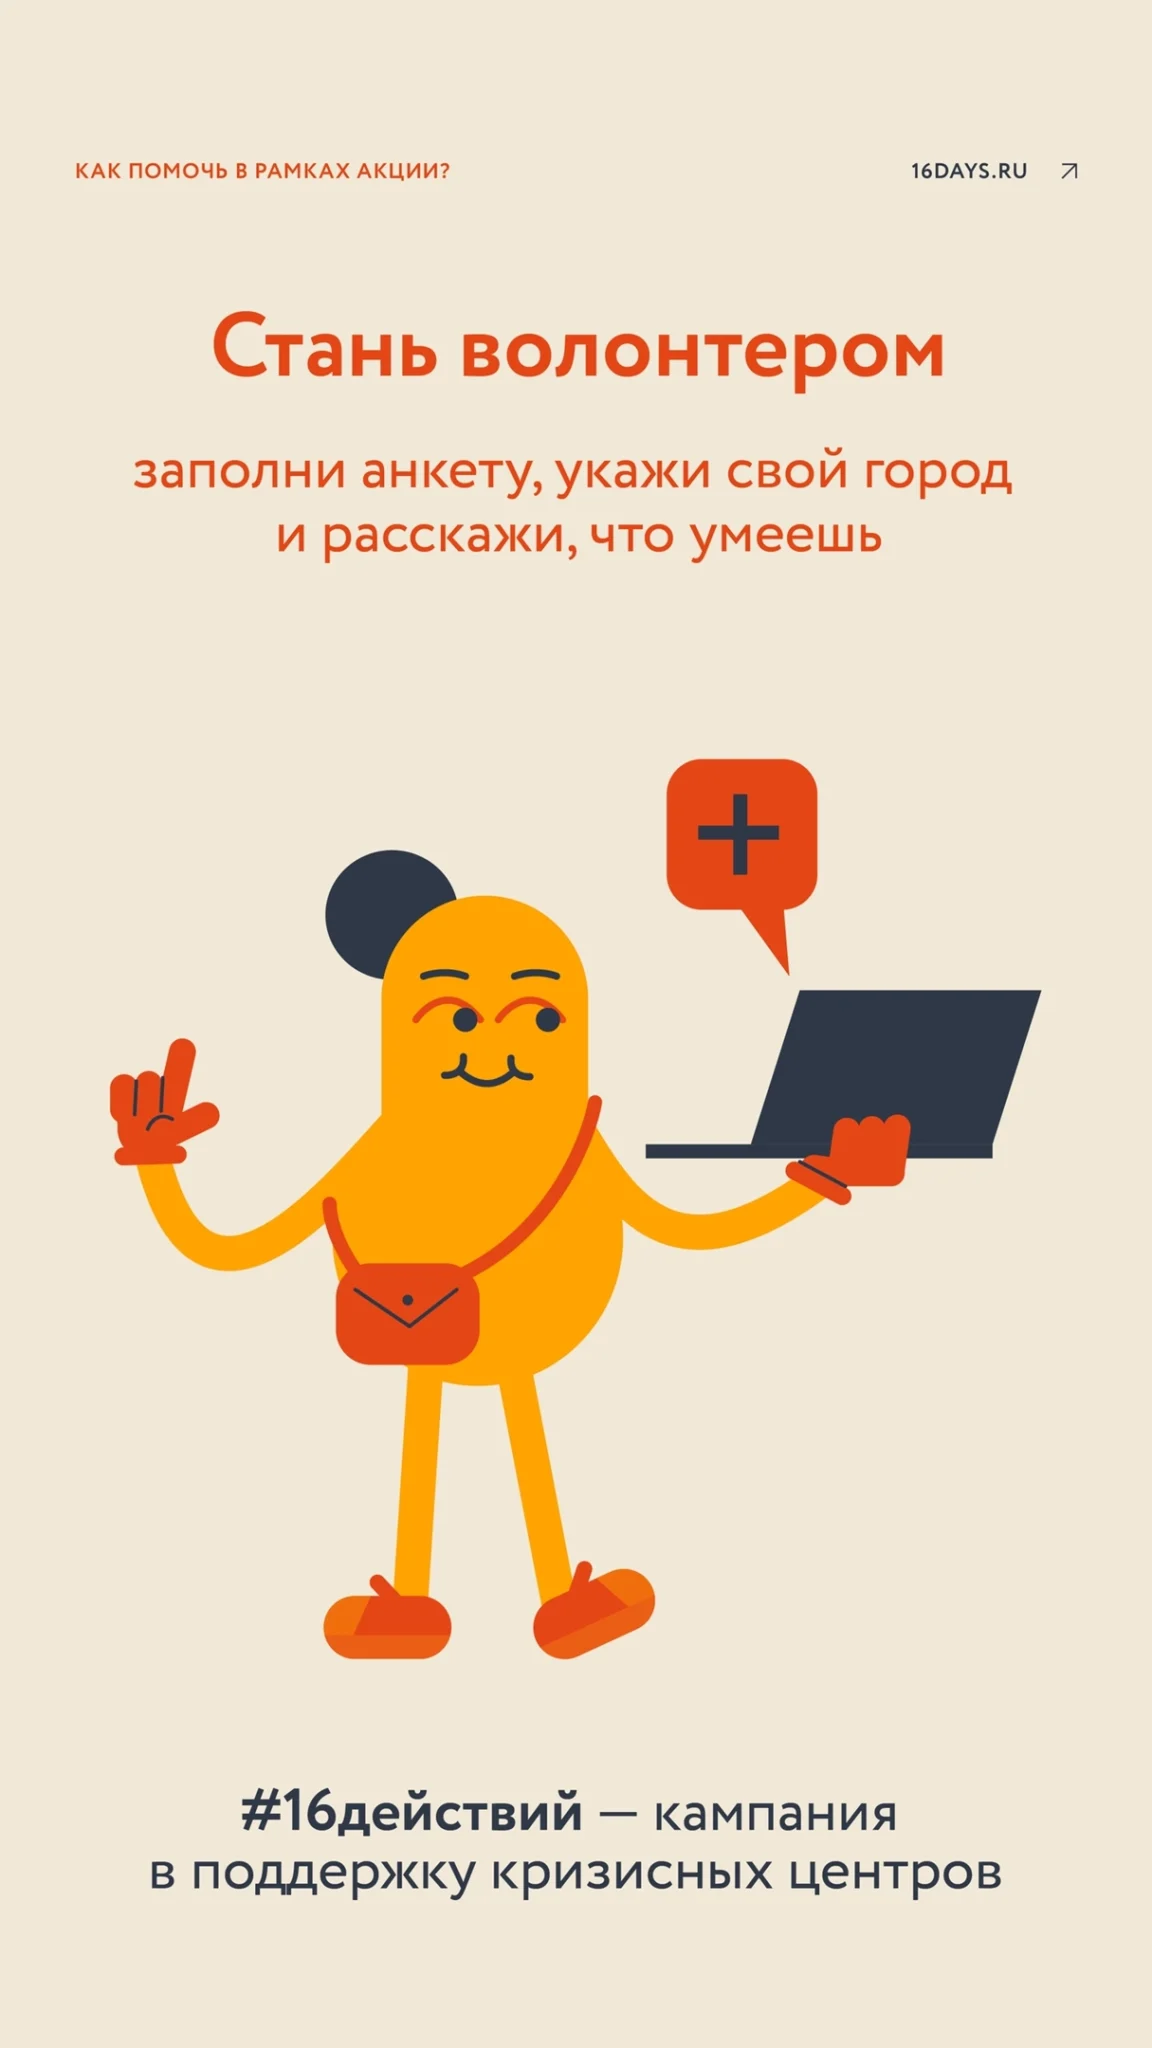 КАК ПОМОЧЬ В РАМКАХ АКЦИИ?
16DAYS.RU
Стань волонтером
заполни анкету, укажи свой город
и расскажи, что умеешь
#16действий — кампания
в поддержку кризисных центров